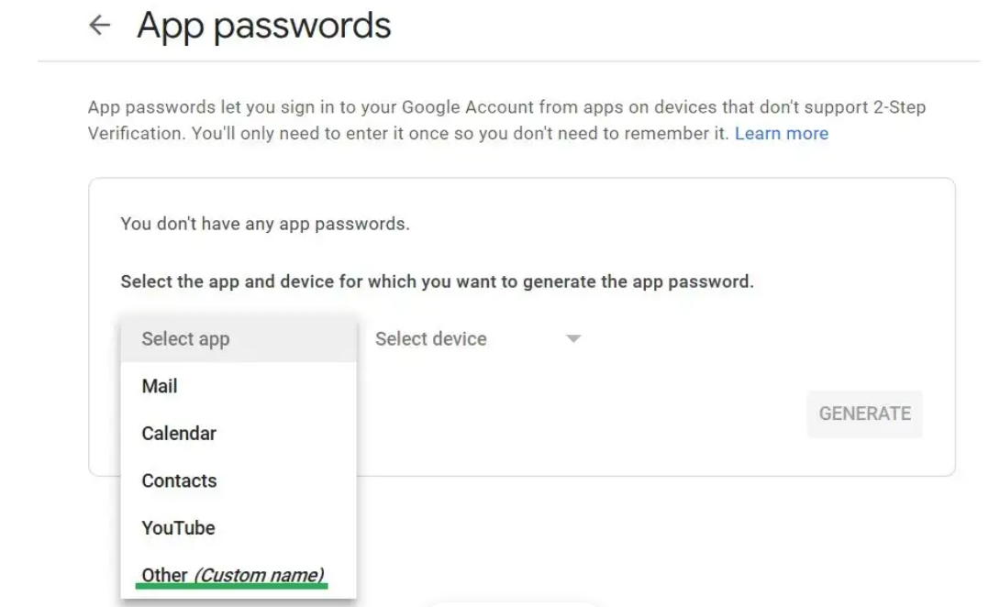 App passwords
App passwords let you sign in to your Google Account from apps on devices that don't support 2-Step
Verification. You'll only need to enter it once so you don't need to remember it. Learn more
You don't have any app passwords.
Select the app and device for which you want to generate the app password.
Select app
Select device
Mail
Calendar
Contacts
YouTube
Other (Custom name)
GENERATE